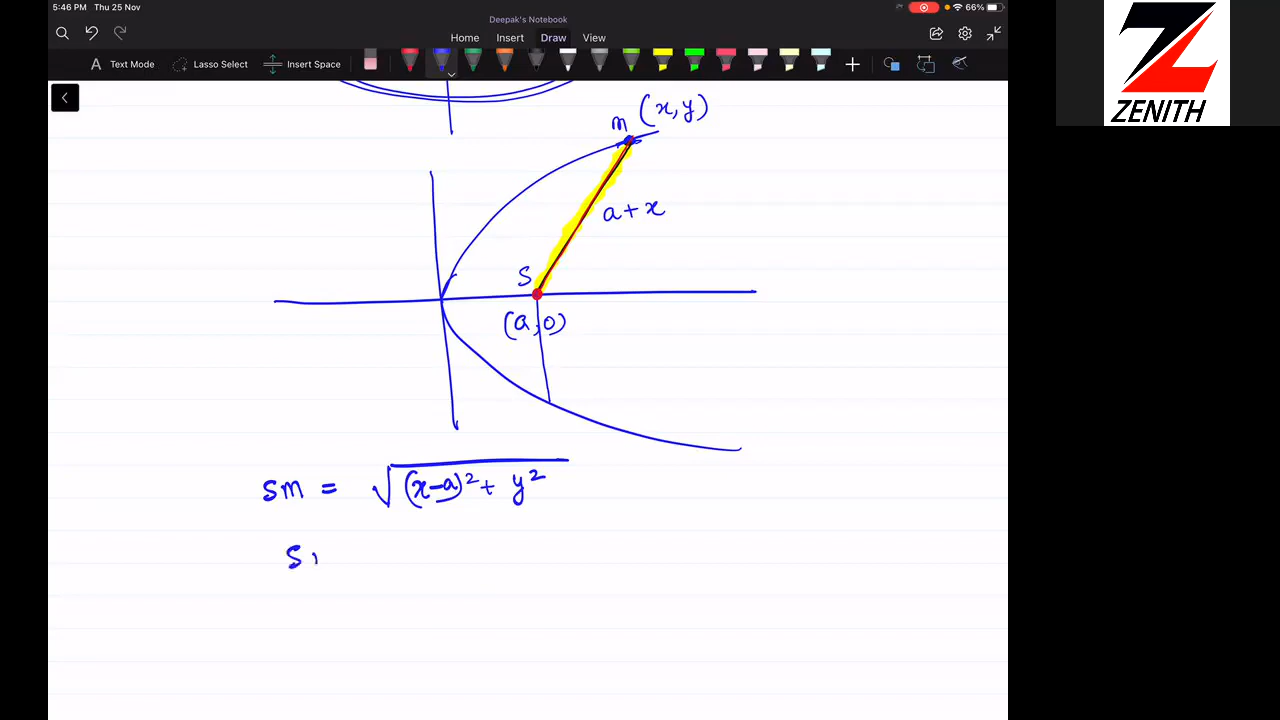 5:46 PM Thu 25 Nov
66%
Deepak's Notebook
Home Insert Draw View
Text Mode Lasso Select Insert Space
ZENITH
m (x,y)
a+x
S
(a,0)
Sm = √(x-a)²+ y²
S